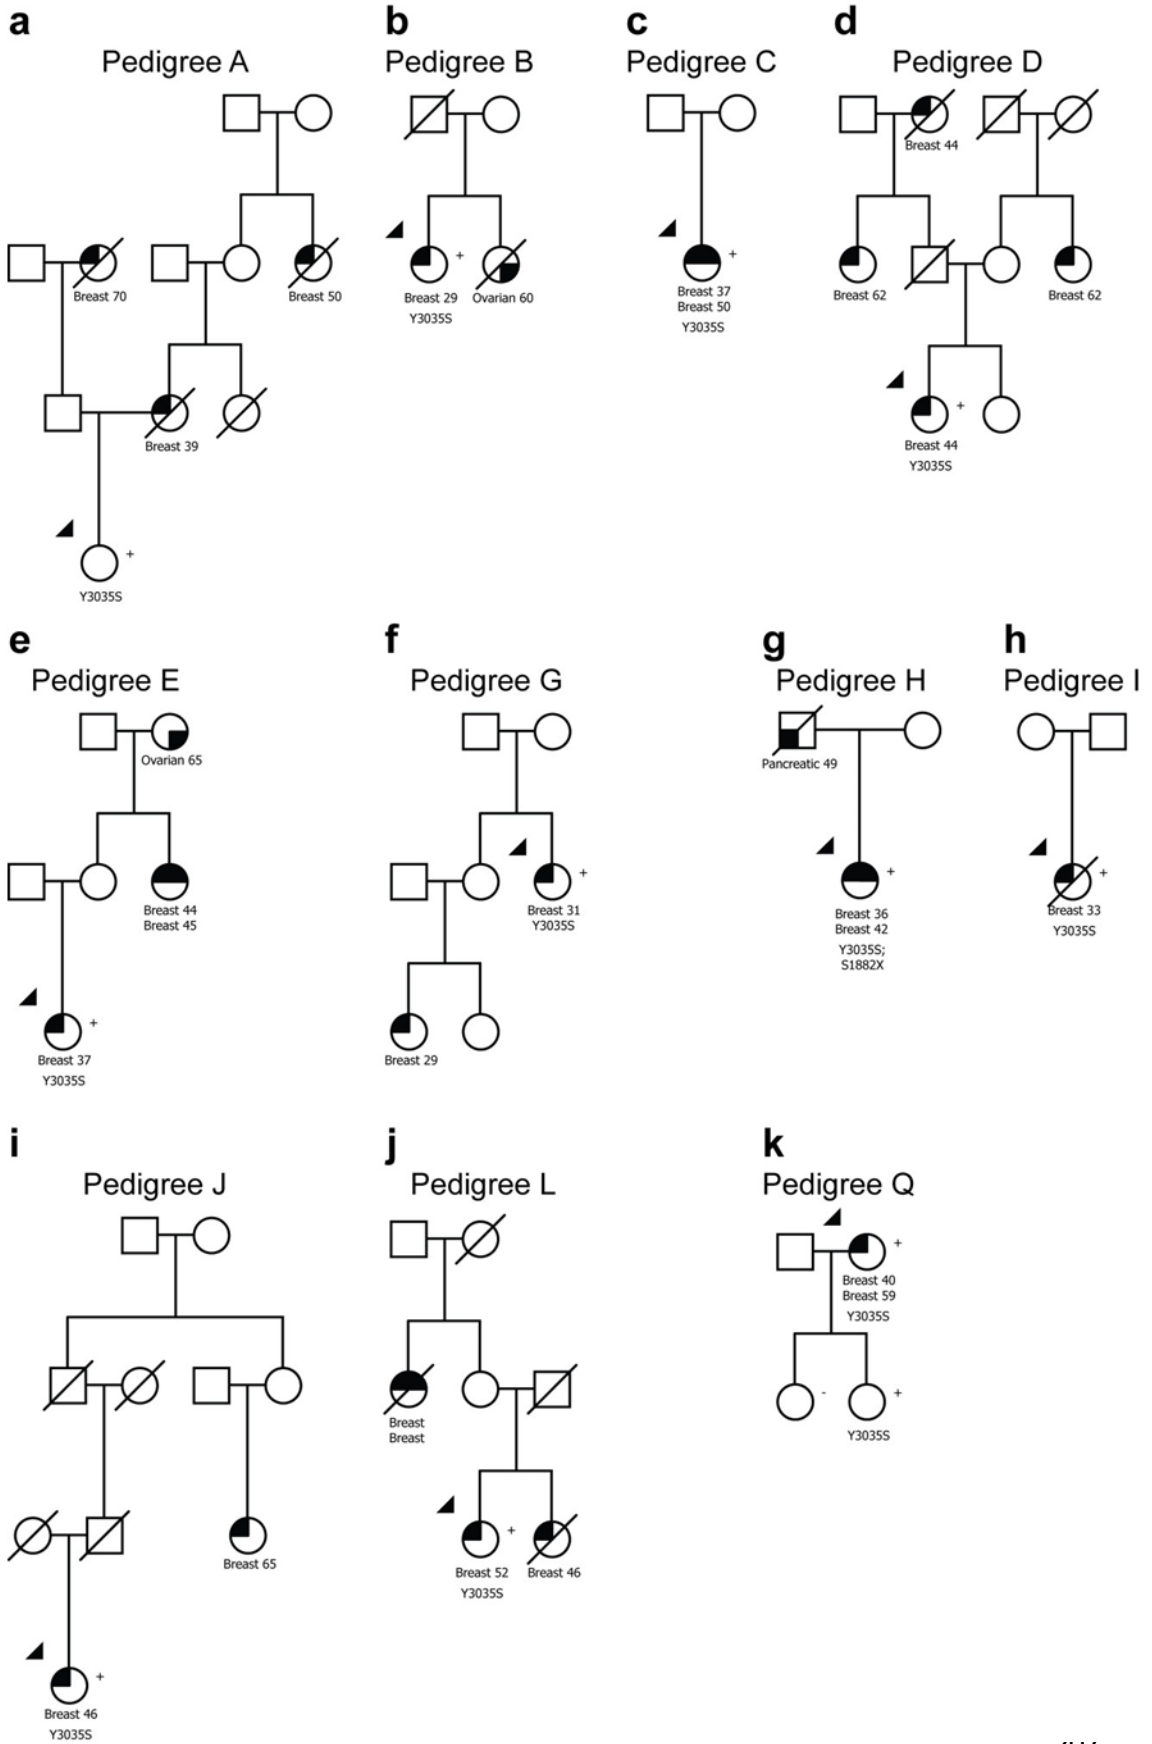 a
Pedigree A
Breast 70
Breast 50
Breast 39
+
Y3035S
b
Pedigree B
+
Breast 29
Y3035S
Ovarian 60
c
Pedigree C
+
Breast 37
Breast 50
Y3035S
d
Pedigree D
Breast 44
Breast 62
Breast 62
+
Breast 44
Y3035S
e
Pedigree E
Ovarian 65
Breast 44
Breast 45
+
Breast 37
Y3035S
f
Pedigree G
+
Breast 31
Y3035S
Breast 29
g
Pedigree H
Pancreatic 49
+
Breast 36
Breast 42
Y3035S;
S1882X
h
Pedigree I
+
Breast 33
Y3035S
i
Pedigree J
Breast 65
+
Breast 46
Y3035S
j
Pedigree L
Breast
Breast
+
Breast 52
Y3035S
Breast 46
k
Pedigree Q
+
Breast 40
Breast 59
Y3035S
-
+
Y3035S